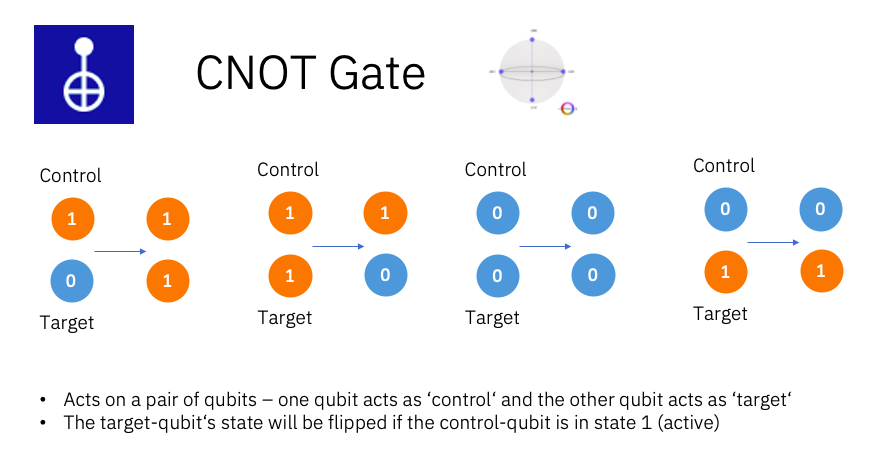 CNOT Gate
Control
1 1
0 1
Target
Control
1 1
1 0
Target
Control
0 0
0 0
Target
Control
0 0
1 1
Target
• Acts on a pair of qubits – one qubit acts as ‘control‘ and the other qubit acts as ‘target‘
• The target-qubit‘s state will be flipped if the control-qubit is in state 1 (active)